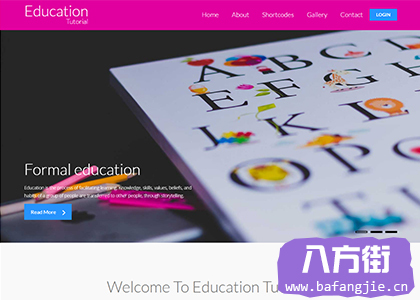 Education
Tutorial
Home About Shortcodes Gallery Contact LOGIN
A B C D
E F G H
I J K L
O P
Formal education
Education is the process of facilitating learning, knowledge, skills, values, beliefs, and
habits of a group of people are transferred to other people, through storytelling,
Read More
Welcome To Education Tu
八方街
www.bafangjie.cn